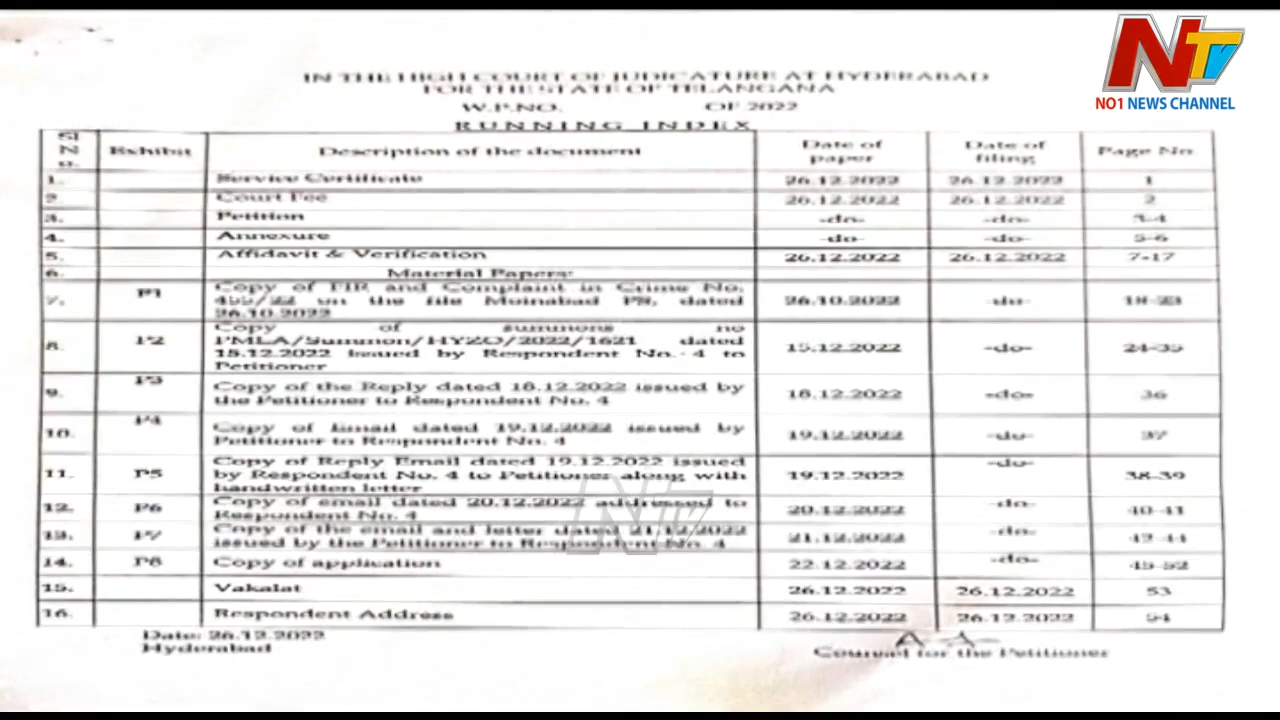 NTV
NO1 NEWS CHANNEL
IN THE HIGH COURT OF JUDICATURE AT HYDERABAD
FOR THE STATE OF TELANGANA
W.P.NO. OF 2022
RUNNING INDEX
Sl N o. Exhibit Description of the document Date of paper Date of filing Page No
1. Service Certificate 26.12.2022 26.12.2022 1
2 Court Fee 26.12.2022 26.12.2022 2
3. Petition -do- -do- 3-4
4. Annexure -do- -do- 5-6
5. Affidavit & Verification 26.12.2022 26.12.2022 7-17
6. Material Papers:
7. P1 Copy of FIR and Complaint in Crime No.
455/22 on the file Moinabad PS, dated
26.10.2022 26.10.2022 -do- 18-23
8. P2 Copy of summons no
PMLA/Summon/HYZO/2022/1621 dated
15.12.2022 issued by Respondent No. 4 to
Petitioner 15.12.2022 -do- 24-35
9. P3 Copy of the Reply dated 18.12.2022 issued by
the Petitioner to Respondent No. 4 18.12.2022 -do- 36
10. P4 Copy of Email dated 19.12.2022 issued by
Petitioner to Respondent No. 4 19.12.2022 -do- 37
11. P5 Copy of Reply Email dated 19.12.2022 issued
by Respondent No. 4 to Petitioner along with
handwritten letter 19.12.2022 -do- 38-39
12. P6 Copy of email dated 20.12.2022 addressed to
Respondent No. 4 20.12.2022 -do- 40-41
13. P7 Copy of the email and letter dated 21.12.2022
issued by the Petitioner to Respondent No. 4 21.12.2022 -do- 42-44
14. P8 Copy of application 22.12.2022 -do- 45-52
15. Vakalat 26.12.2022 26.12.2022 53
16. Respondent Address 26.12.2022 26.12.2022 54
Date: 26.12.2022
Hyderabad
Counsel for the Petitioner
NTV